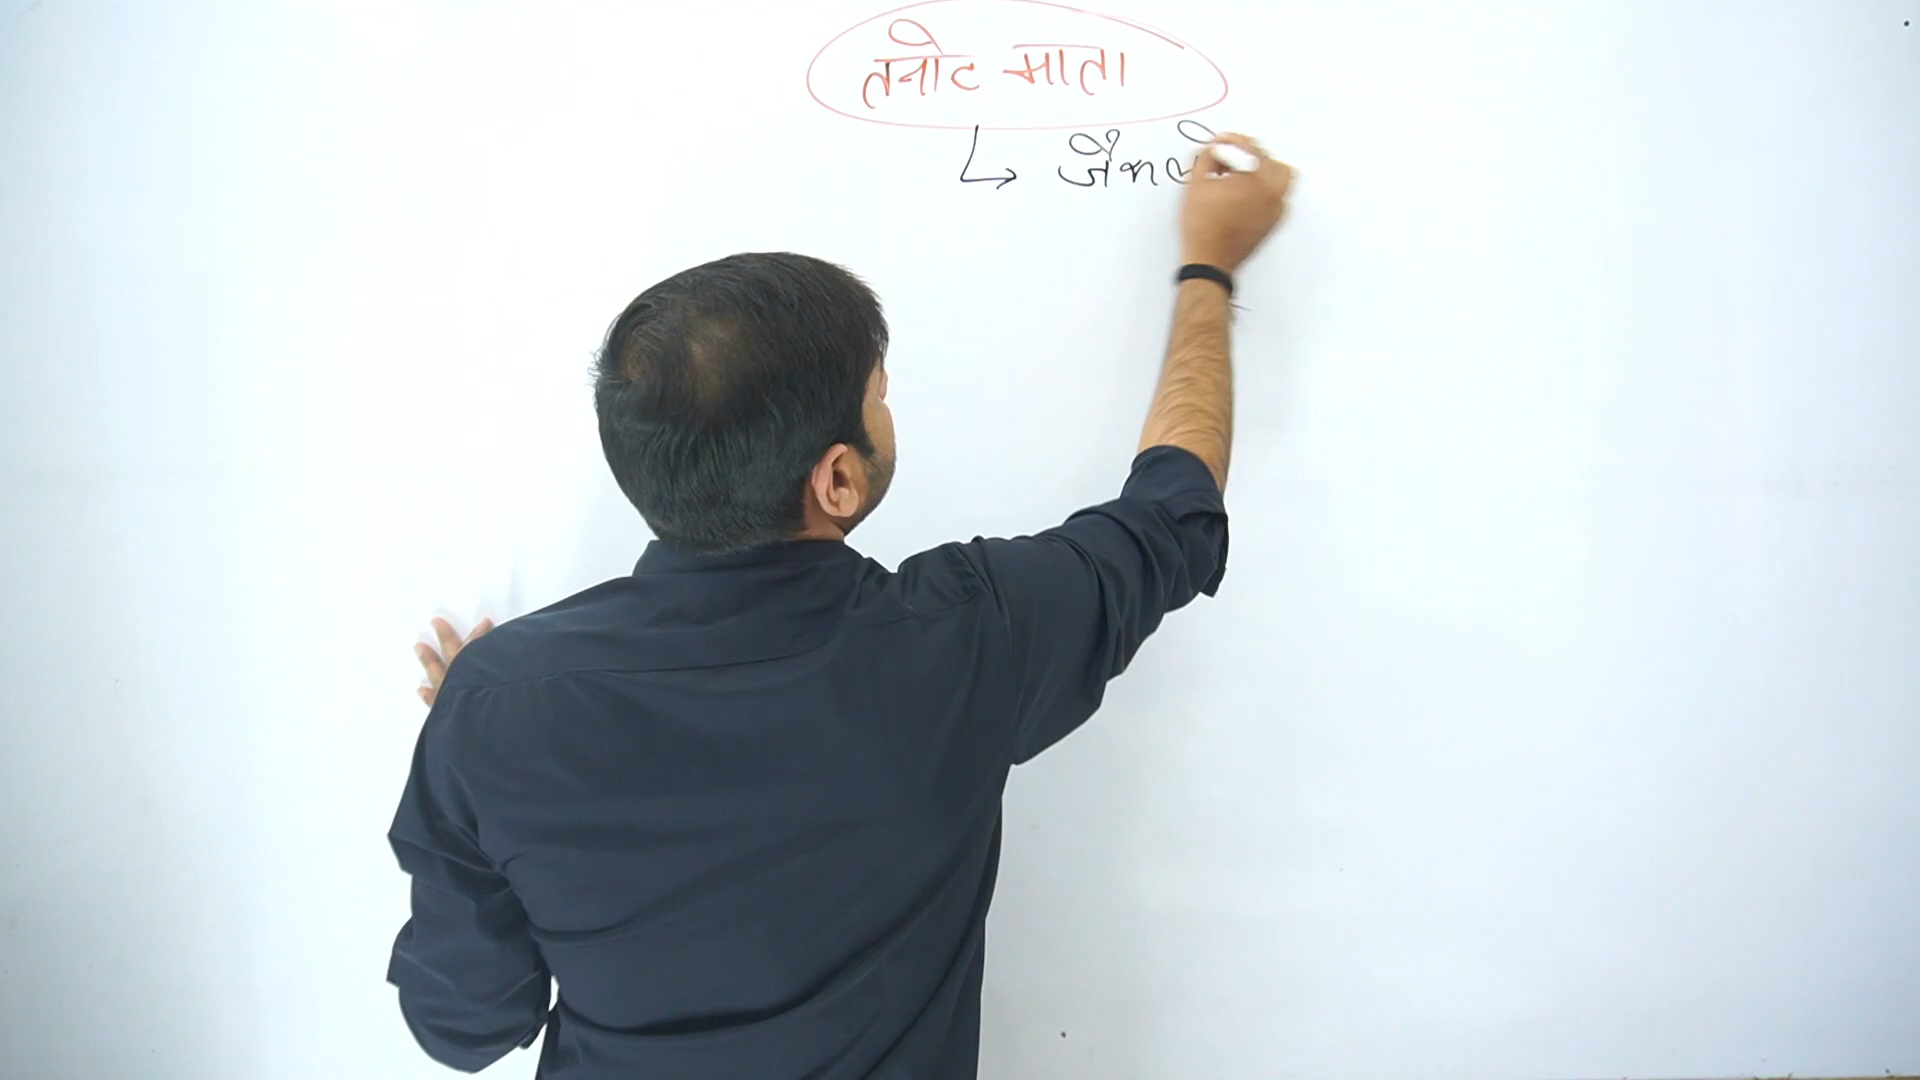 तनोट माता
↳ जैसले